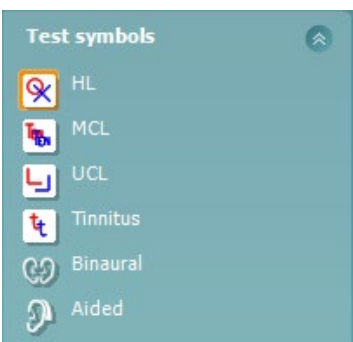 Test symbols
HL
MCL
UCL
Tinnitus
Binaural
Aided